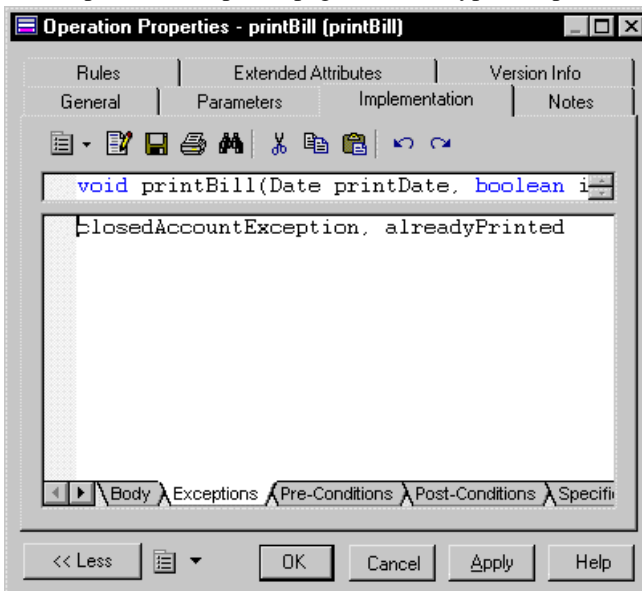 Operation Properties - printBill (printBill)
Rules Extended Attributes Version Info
General Parameters Implementation Notes
void printBill(Date printDate, boolean i
closedAccountException, alreadyPrinted
Body Exceptions Pre-Conditions Post-Conditions Specifi
<< Less OK Cancel Apply Help